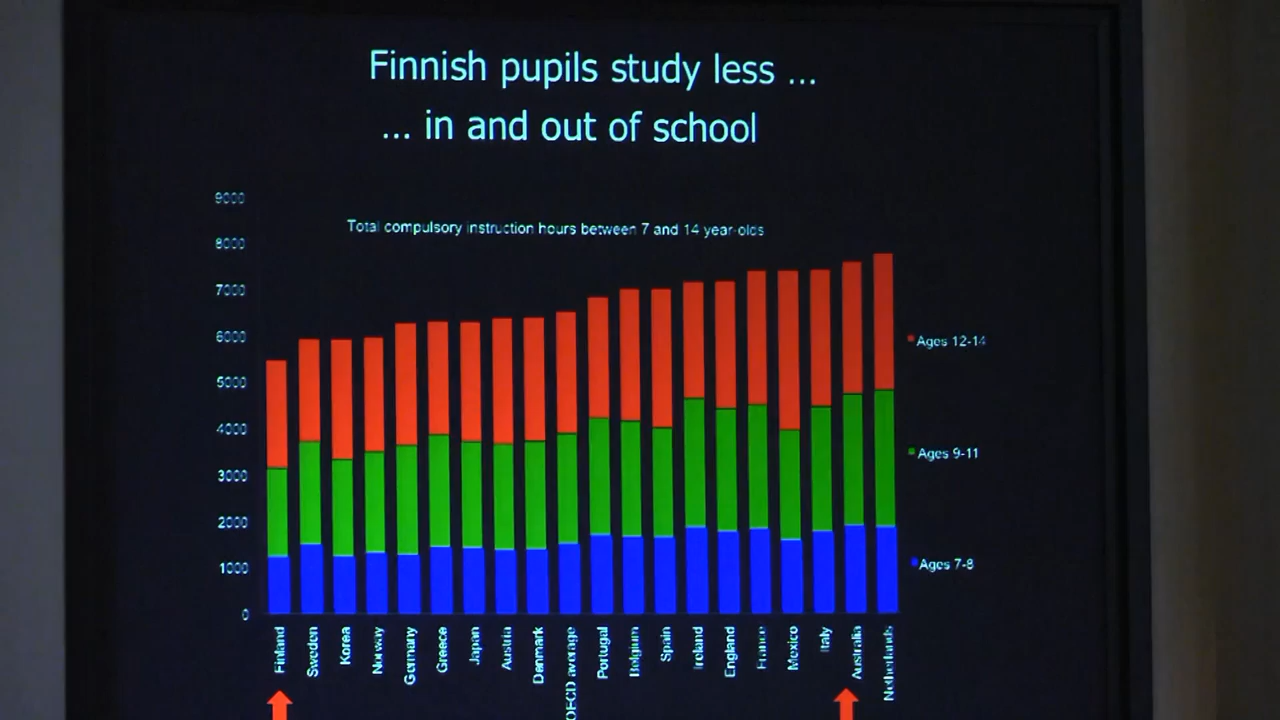 Finnish pupils study less ...
... in and out of school
9000
Total compulsory instruction hours between 7 and 14 year-olds
8000
7000
6000
Ages 12-14
5000
4000
Ages 9-11
3000
2000
1000
Ages 7-8
0
Finland
Sweden
Korea
Norway
Germany
Greece
Japan
Austria
Denmark
OECD average
Portugal
Belgium
Spain
Ireland
England
France
Mexico
Italy
Australia
Netherlands